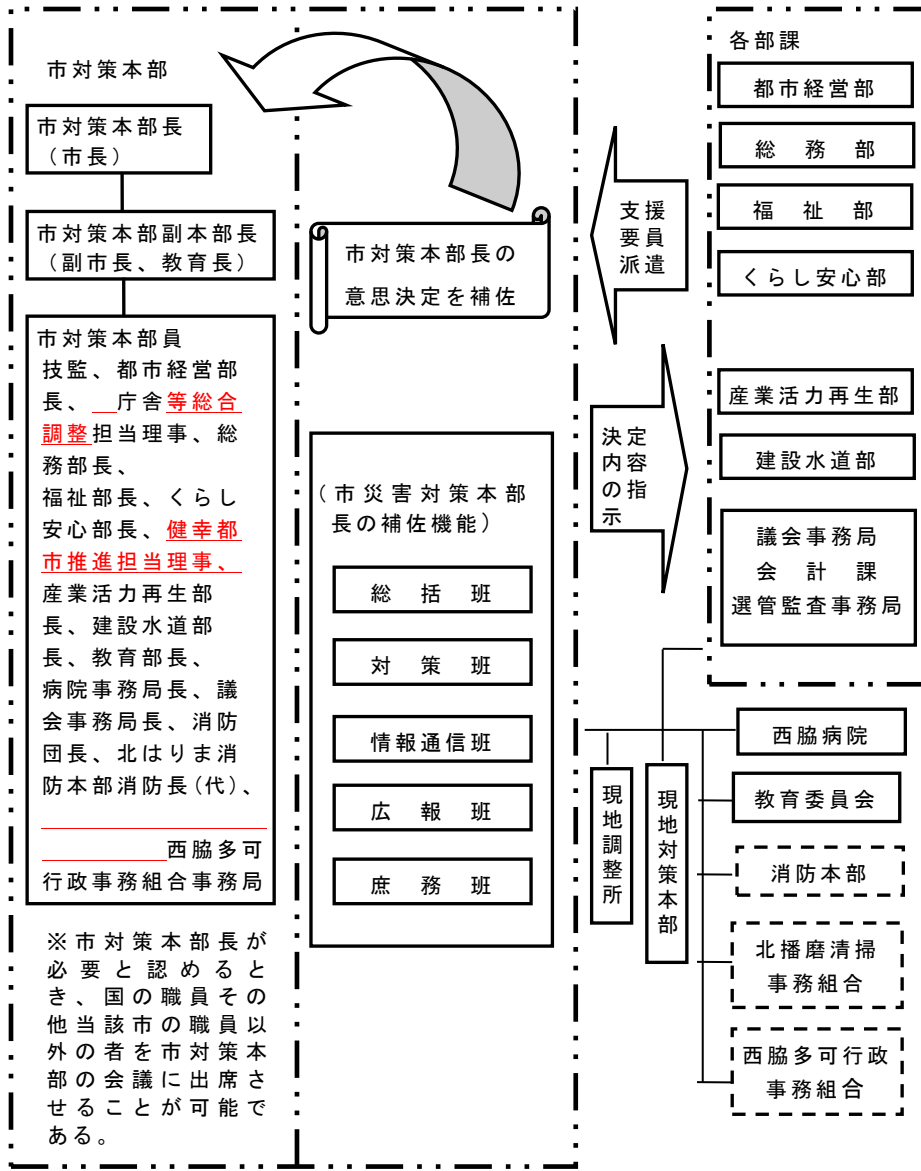 市対策本部
市対策本部長
(市長)
市対策本部副本部長
(副市長、教育長)
市対策本部員
技監、都市経営部
長、　庁舎等総合
調整担当理事、総
務部長、
福祉部長、くらし
安心部長、健幸都
市推進担当理事、
産業活力再生部
長、建設水道部
長、教育部長、
病院事務局長、議
会事務局長、消防
団長、北はりま消
防本部消防長(代)、
西脇多可
行政事務組合事務局
※市対策本部長が
必要と認めると
き、国の職員その
他当該市の職員以
外の者を市対策本
部の会議に出席さ
せることが可能で
ある。
市対策本部長の
意思決定を補佐
(市災害対策本部
長の補佐機能)
総括班
対策班
情報通信班
広報班
庶務班
支援
要員
派遣
決定
内容
の指
示
各部課
都市経営部
総務部
福祉部
くらし安心部
産業活力再生部
建設水道部
議会事務局
会計課
選管監査事務局
現地調整所
現地対策本部
西脇病院
教育委員会
消防本部
北播磨清掃
事務組合
西脇多可行政
事務組合